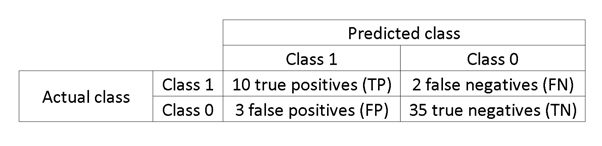 Predicted class
Class 1 Class 0
Actual class
Class 1 10 true positives (TP) 2 false negatives (FN)
Class 0 3 false positives (FP) 35 true negatives (TN)